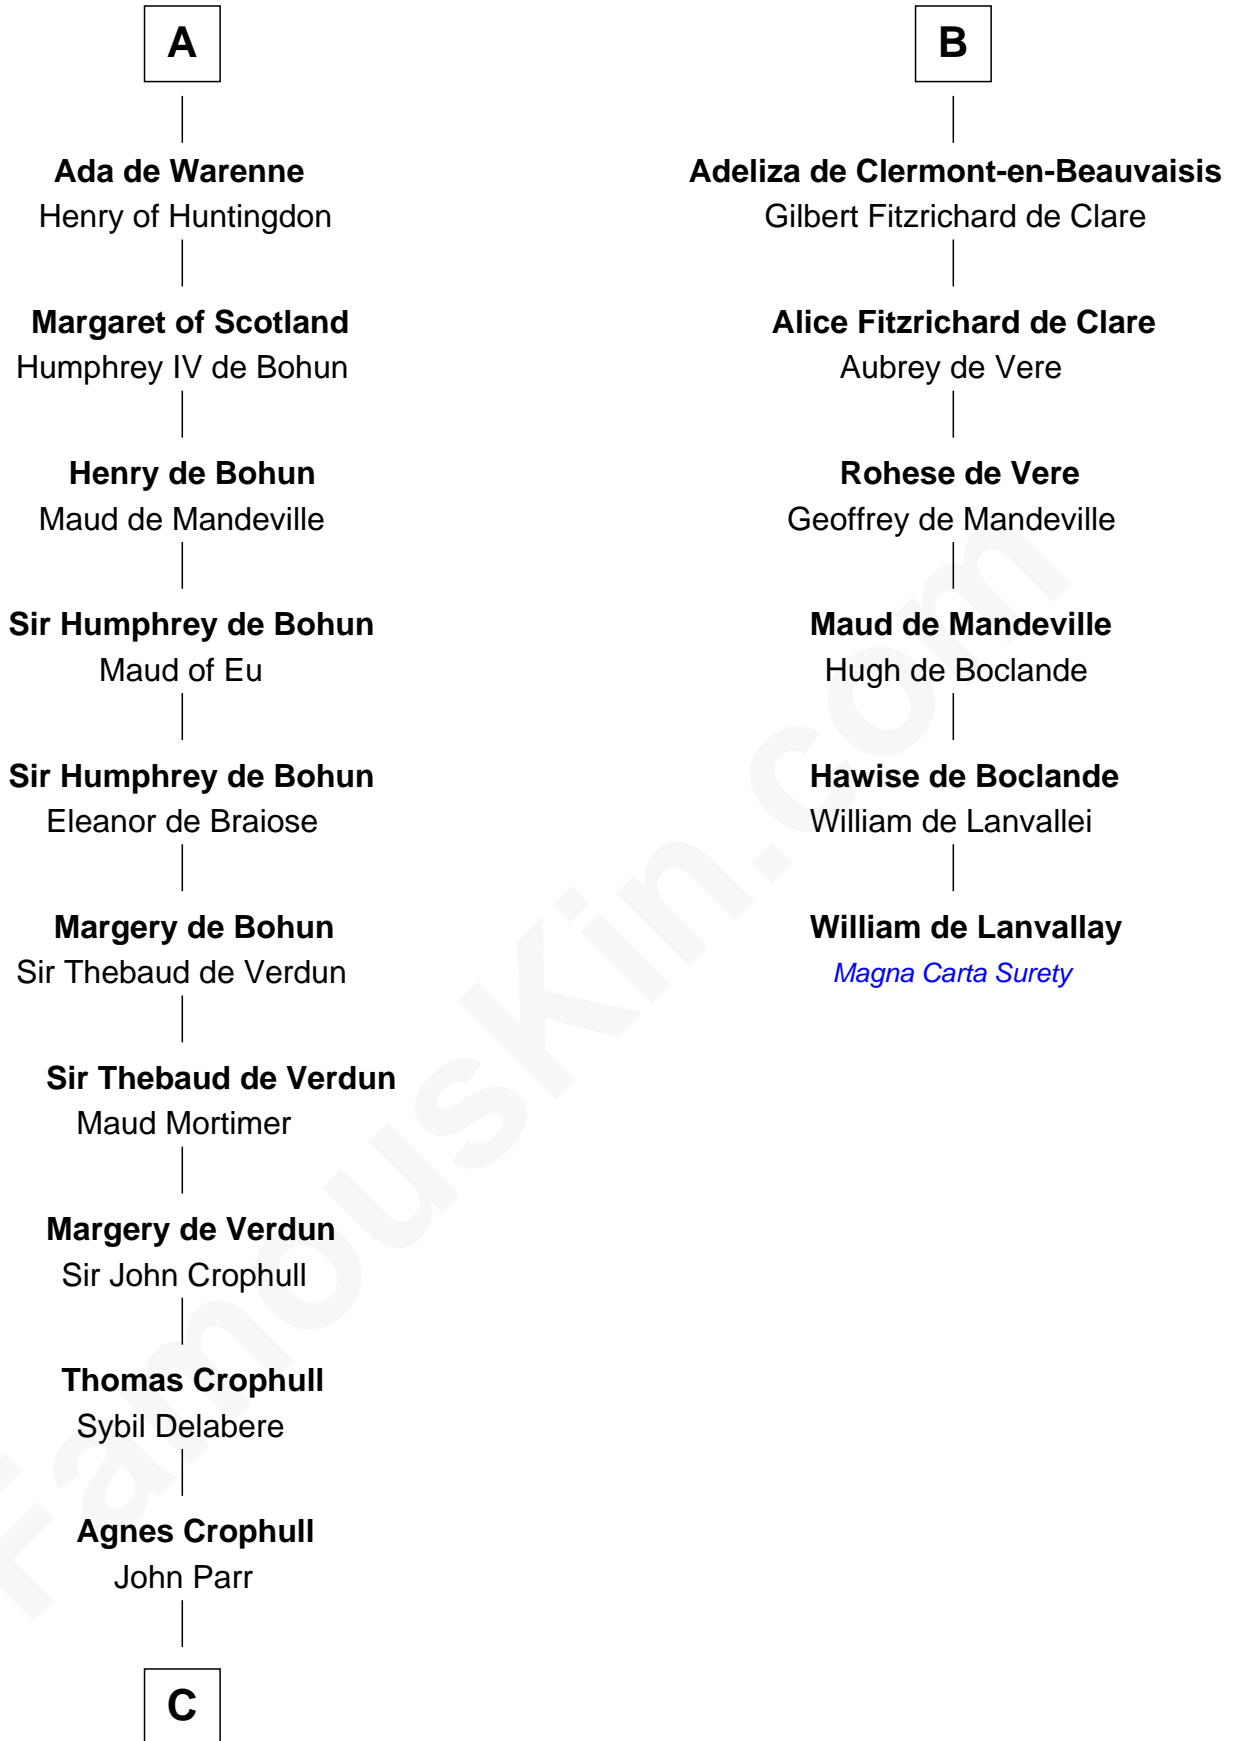 A
Ada de Warenne
Henry of Huntingdon
Margaret of Scotland
Humphrey IV de Bohun
Henry de Bohun
Maud de Mandeville
Sir Humphrey de Bohun
Maud of Eu
Sir Humphrey de Bohun
Eleanor de Braiose
Margery de Bohun
Sir Thebaud de Verdun
Sir Thebaud de Verdun
Maud Mortimer
Margery de Verdun
Sir John Crophull
Thomas Crophull
Sybil Delabere
Agnes Crophull
John Parr
C
B
Adeliza de Clermont-en-Beauvaisis
Gilbert Fitzrichard de Clare
Alice Fitzrichard de Clare
Aubrey de Vere
Rohese de Vere
Geoffrey de Mandeville
Maud de Mandeville
Hugh de Boclande
Hawise de Boclande
William de Lanvallei
William de Lanvallay
Magna Carta Surety
FamousKin.com